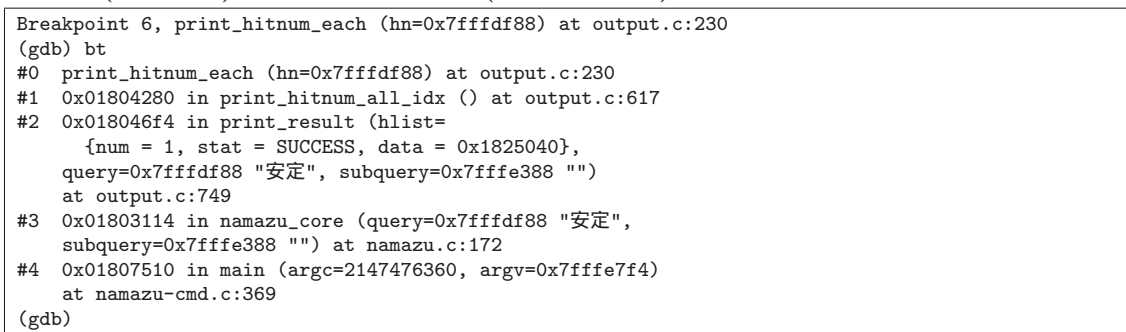 Breakpoint 6, print_hitnum_each (hn=0x7fffdf88) at output.c:230
(gdb) bt
#0  print_hitnum_each (hn=0x7fffdf88) at output.c:230
#1  0x01804280 in print_hitnum_all_idx () at output.c:617
#2  0x018046f4 in print_result (hlist=
      {num = 1, stat = SUCCESS, data = 0x1825040},
    query=0x7fffdf88 "安定", subquery=0x7fffe388 "")
    at output.c:749
#3  0x01803114 in namazu_core (query=0x7fffdf88 "安定",
    subquery=0x7fffe388 "") at namazu.c:172
#4  0x01807510 in main (argc=2147476360, argv=0x7fffe7f4)
    at namazu-cmd.c:369
(gdb)